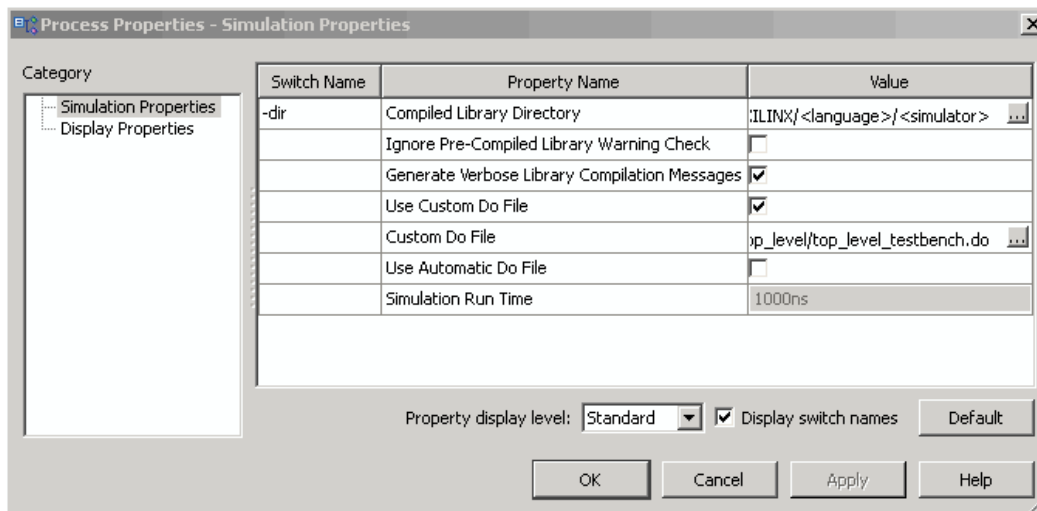 Process Properties - Simulation Properties
Category
Simulation Properties
Display Properties
Switch Name Property Name Value
-dir Compiled Library Directory ILINX/<language>/<simulator> ...
Ignore Pre-Compiled Library Warning Check
Generate Verbose Library Compilation Messages
Use Custom Do File
Custom Do File op_level/top_level_testbench.do ...
Use Automatic Do File
Simulation Run Time 1000ns
Property display level: Standard Display switch names Default
OK Cancel Apply Help